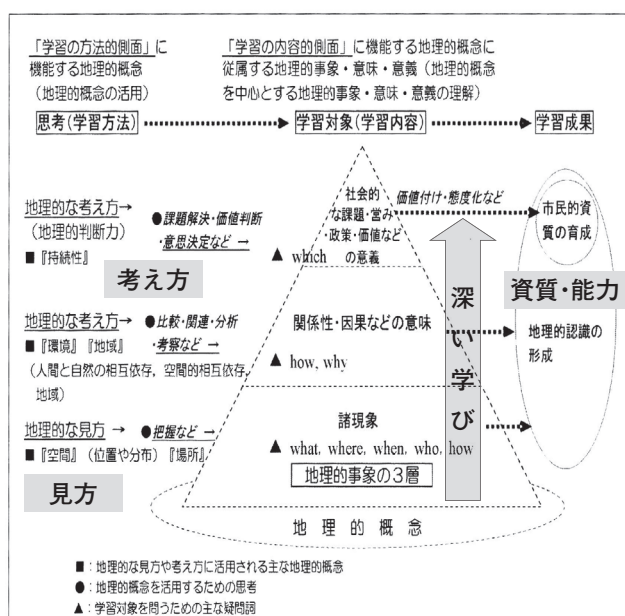 「学習の方法的側面」に
機能する地理的概念
(地理的概念の活用)
「学習の内容的側面」に機能する地理的概念に
従属する地理的事象・意味・意義(地理的概念
を中心とする地理的事象・意味・意義の理解)
思考(学習方法)
学習対象(学習内容)
学習成果
地理的な考え方→
(地理的判断力)
■『持続性』
●課題解決・価値判断
・意思決定など →
考え方
社会的
な課題・営み
・政策・価値など
の意義
▲ which
価値付け・態度化など
市民的資
質の育成
資質・能力
地理的な考え方→
■『環境』『地域』
(人間と自然の相互依存,空間的相互依存,
地域)
●比較・関連・分析
・考察など →
関係性・因果などの意味
▲ how, why
地理的認識の
形成
深い学び
地理的な見方 →
■『空間』(位置や分布)『場所』
●把握など →
見方
諸現象
▲ what, where, when, who, how
地理的事象の3層
地理的概念
■:地理的な見方や考え方に活用される主な地理的概念
●:地理的概念を活用するための思考
▲:学習対象を問うための主な疑問詞